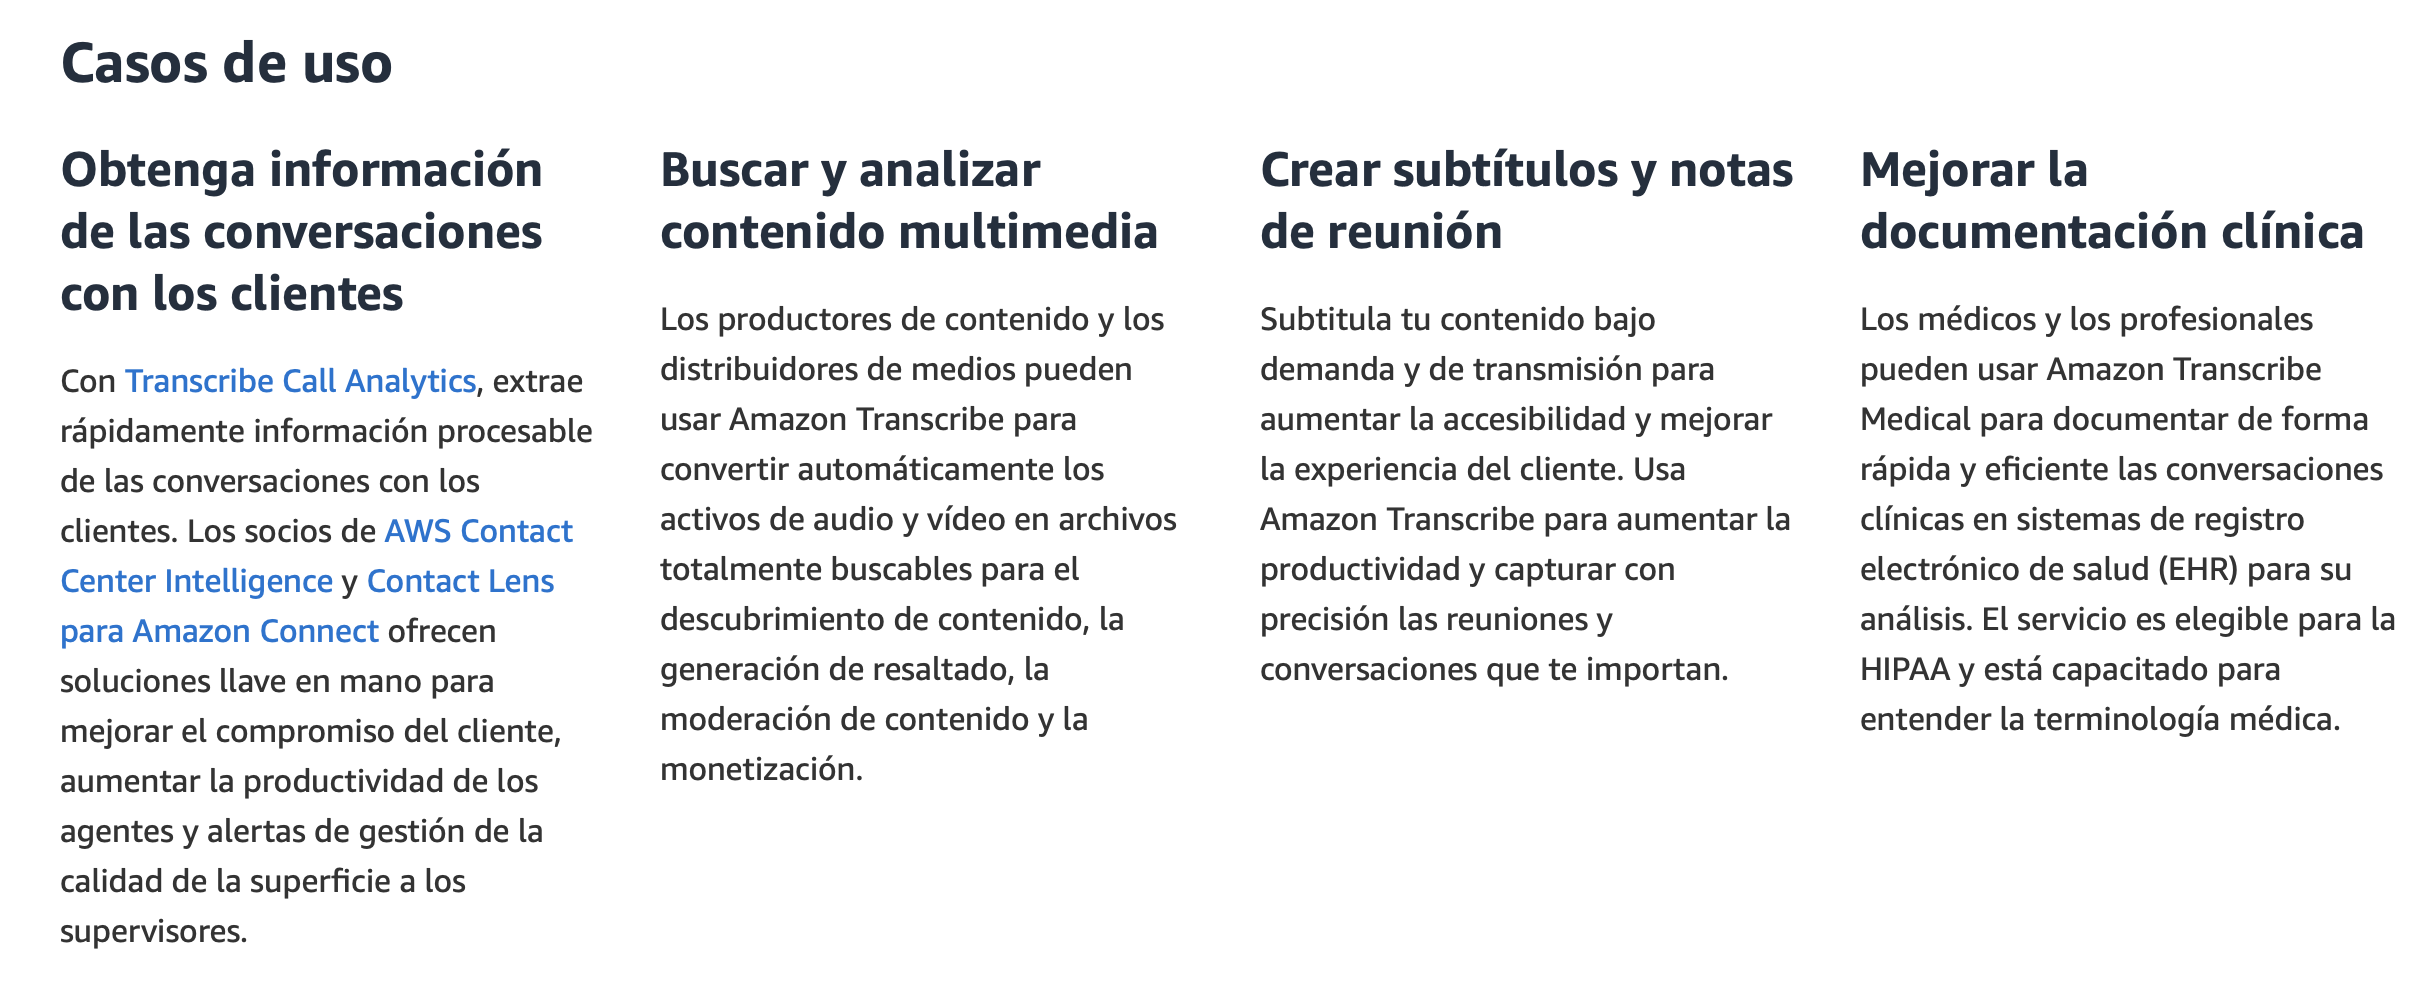 Casos de uso
Obtenga información
de las conversaciones
con los clientes
Con Transcribe Call Analytics, extrae
rápidamente información procesable
de las conversaciones con los
clientes. Los socios de AWS Contact
Center Intelligence y Contact Lens
para Amazon Connect ofrecen
soluciones llave en mano para
mejorar el compromiso del cliente,
aumentar la productividad de los
agentes y alertas de gestión de la
calidad de la superficie a los
supervisores.
Buscar y analizar
contenido multimedia
Los productores de contenido y los
distribuidores de medios pueden
usar Amazon Transcribe para
convertir automáticamente los
activos de audio y vídeo en archivos
totalmente buscables para el
descubrimiento de contenido, la
generación de resaltado, la
moderación de contenido y la
monetización.
Crear subtítulos y notas
de reunión
Subtitula tu contenido bajo
demanda y de transmisión para
aumentar la accesibilidad y mejorar
la experiencia del cliente. Usa
Amazon Transcribe para aumentar la
productividad y capturar con
precisión las reuniones y
conversaciones que te importan.
Mejorar la
documentación clínica
Los médicos y los profesionales
pueden usar Amazon Transcribe
Medical para documentar de forma
rápida y eficiente las conversaciones
clínicas en sistemas de registro
electrónico de salud (EHR) para su
análisis. El servicio es elegible para la
HIPAA y está capacitado para
entender la terminología médica.